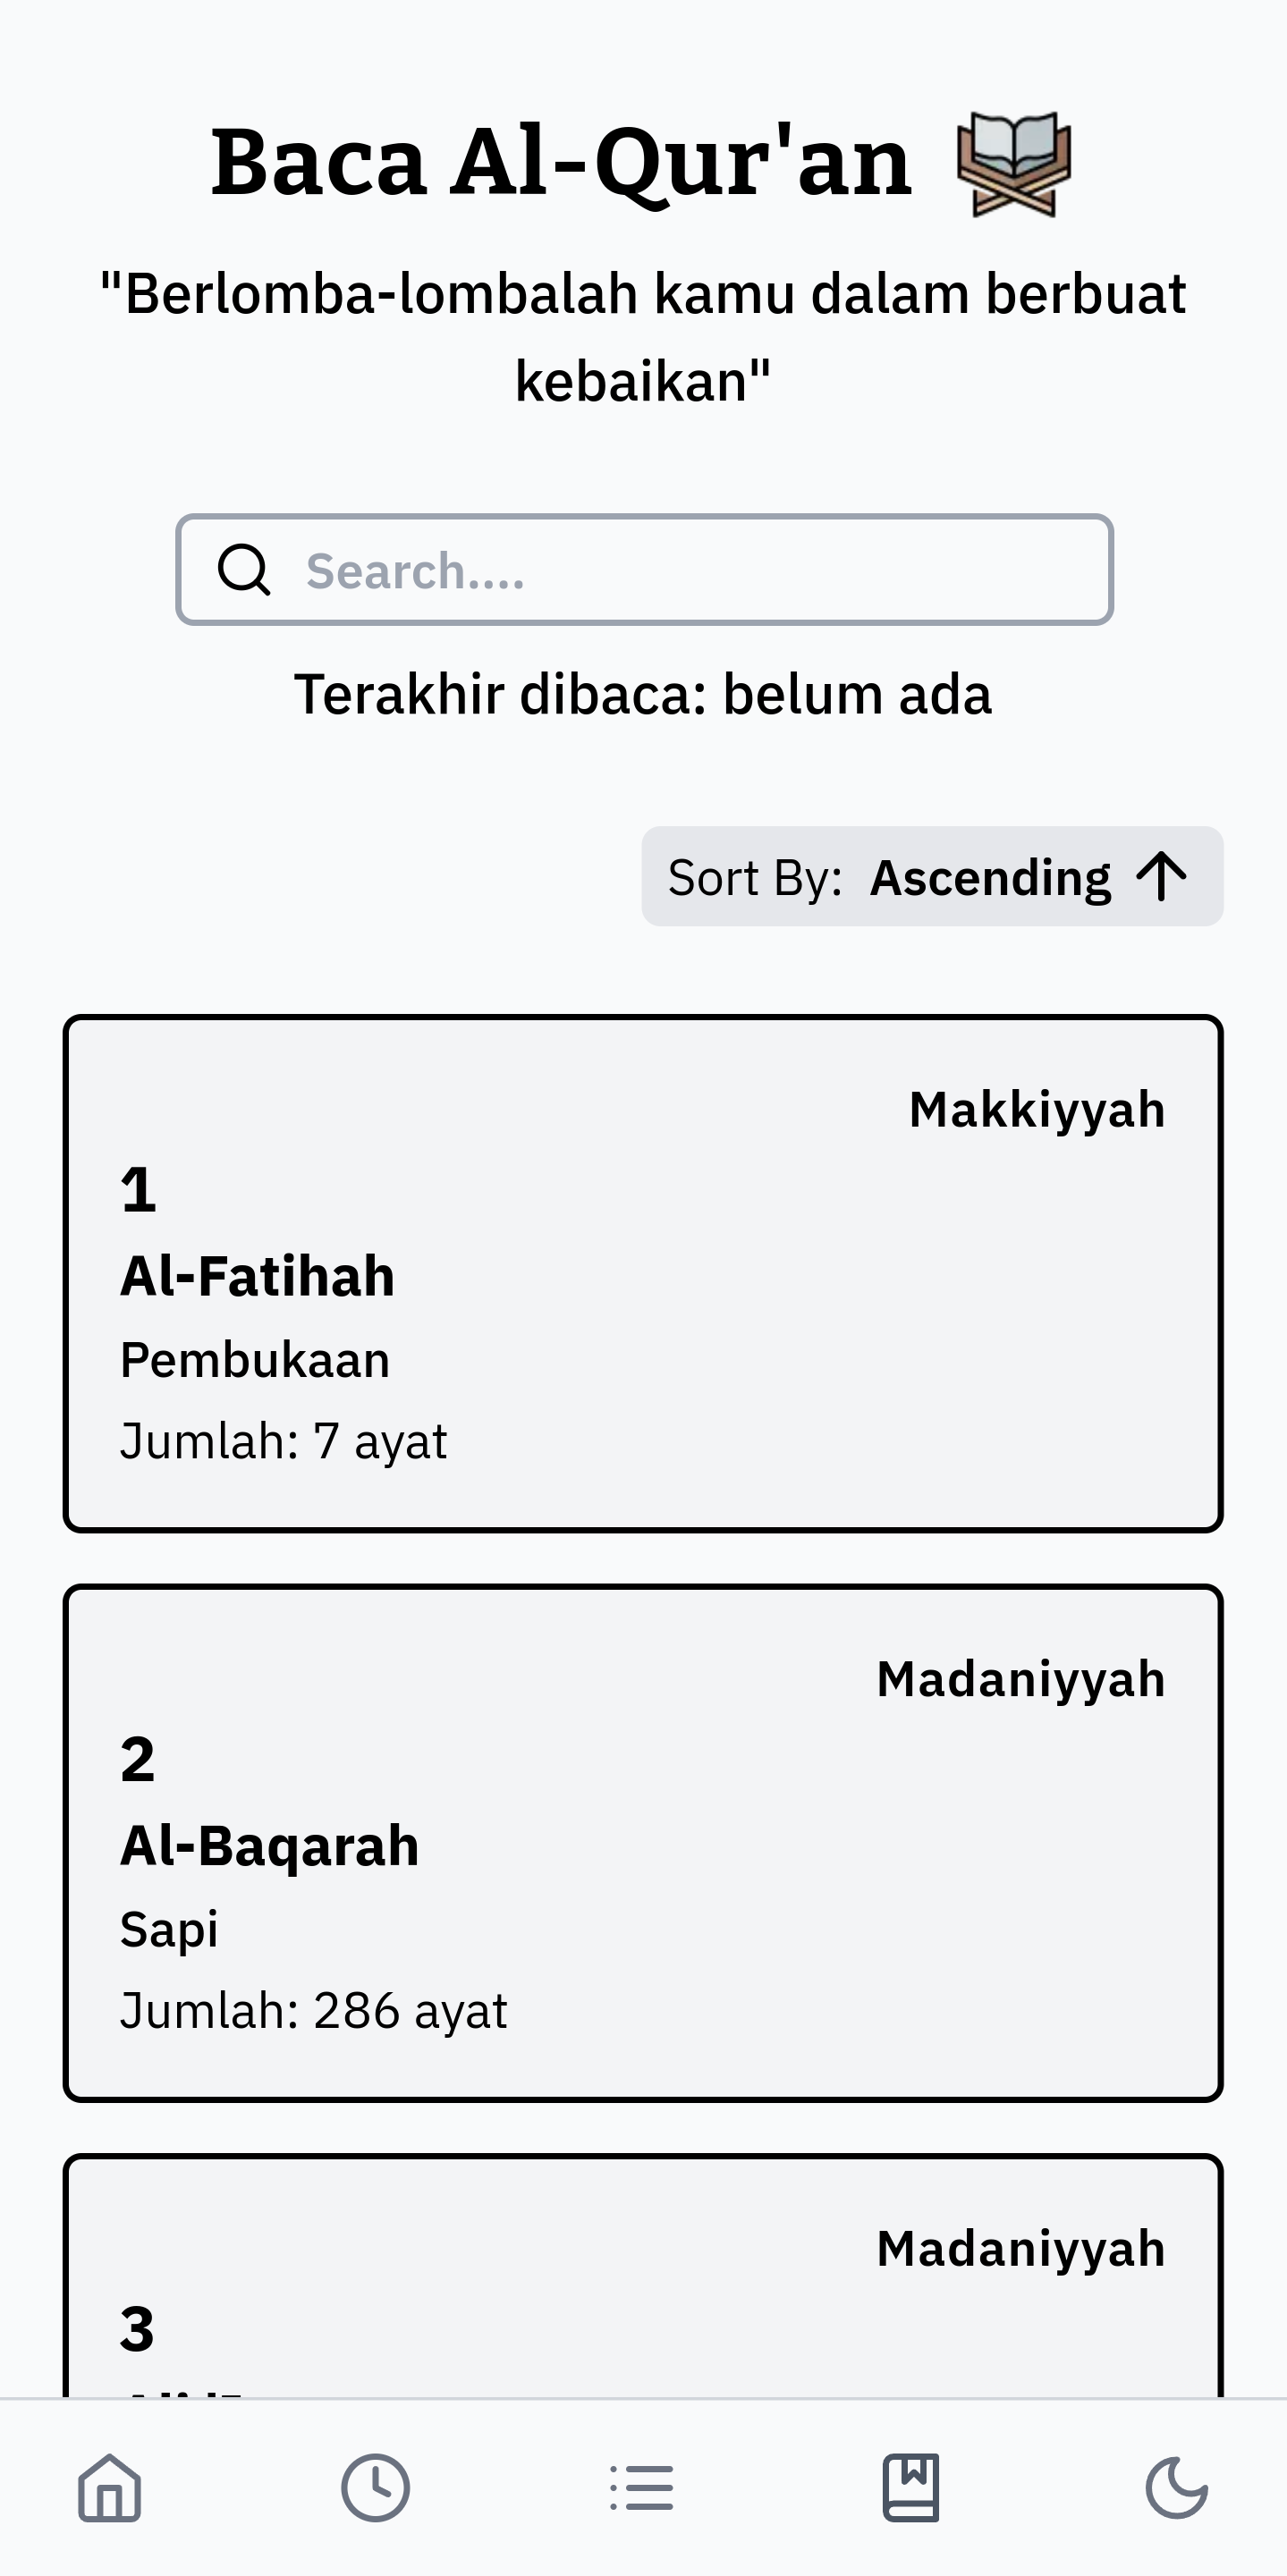 Baca Al-Qur'an
"Berlomba-lombalah kamu dalam berbuat
kebaikan"
Search....
Terakhir dibaca: belum ada
Sort By: Ascending
Makkiyyah
1
Al-Fatihah
Pembukaan
Jumlah: 7 ayat
Madaniyyah
2
Al-Baqarah
Sapi
Jumlah: 286 ayat
Madaniyyah
3